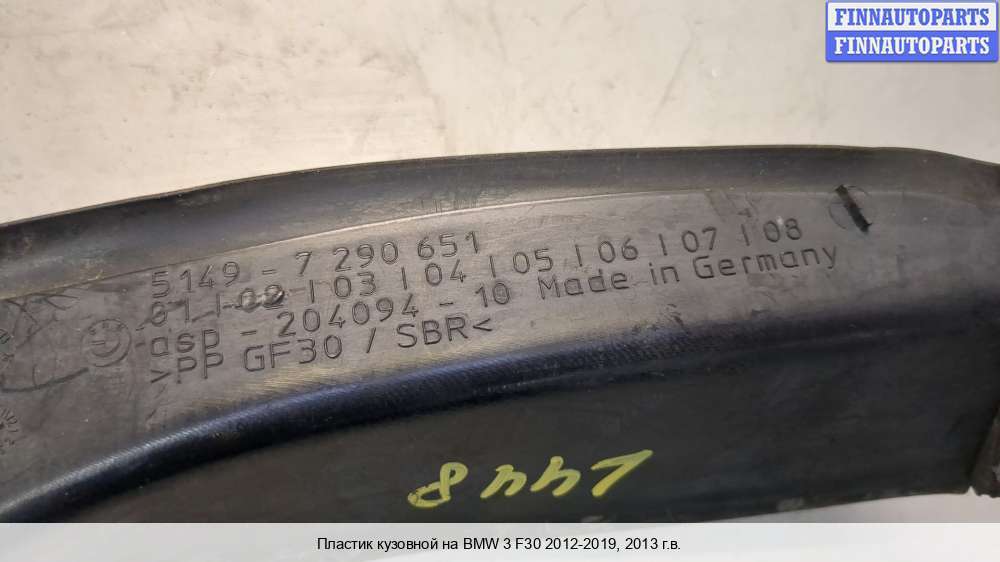 FINNAUTOPARTS
FINNAUTOPARTS
5149 - 7 290 651
01 | 02 | 03 | 04 | 05 | 06 | 07 | 08
asp - 204094 - 10 Made in Germany
>PP GF30 / SBR<
1448
Пластик кузовной на BMW 3 F30 2012-2019, 2013 г.в.